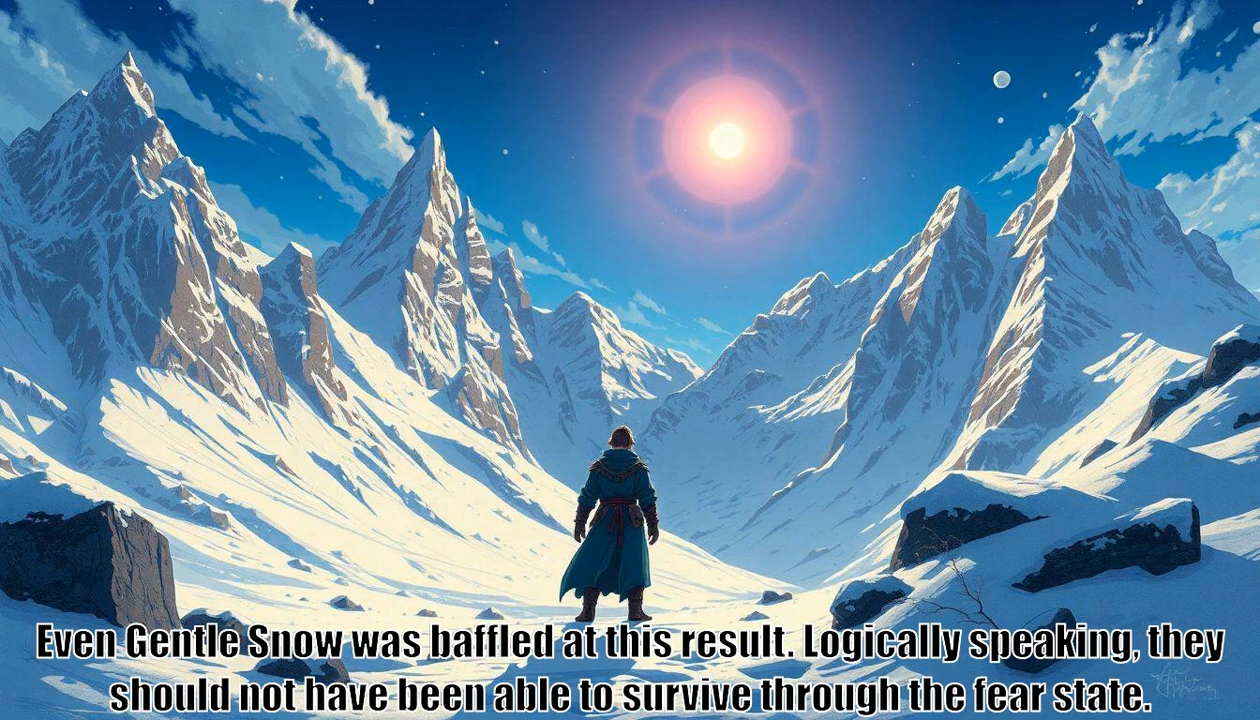 Even Gentle Snow was baffled at this result. Logically speaking, they
should not have been able to survive through the fear state.